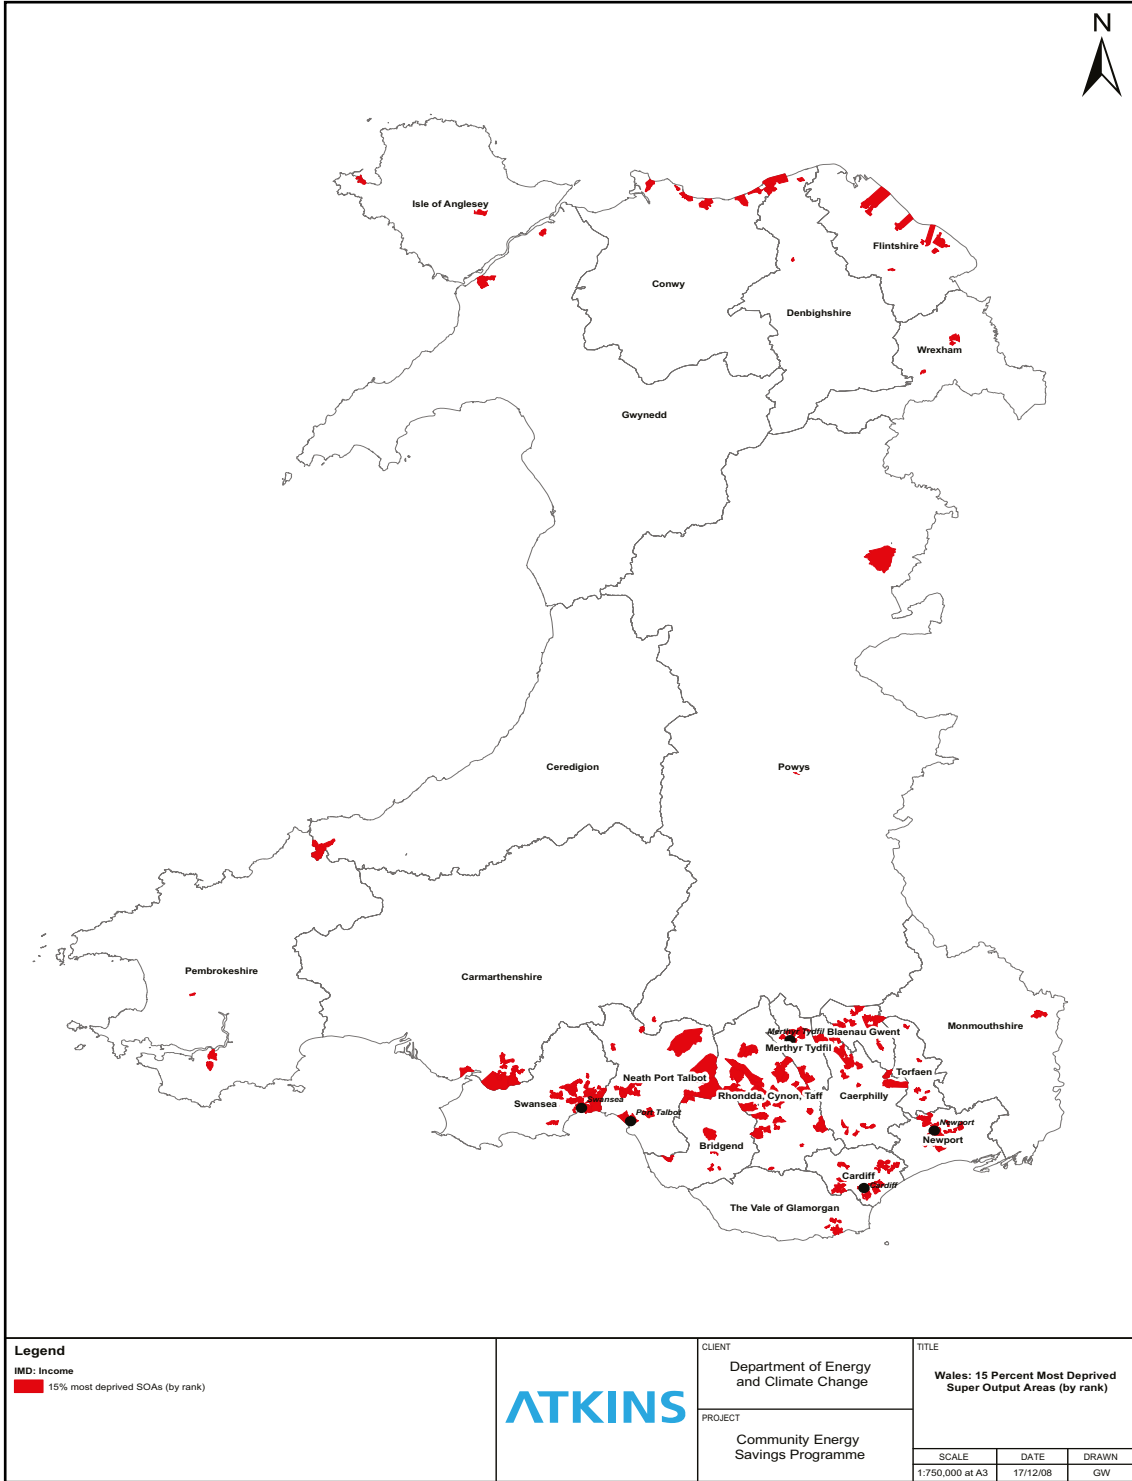 N
Isle of Anglesey
Flintshire
Conwy
Denbighshire
Wrexham
Gwynedd
Ceredigion
Powys
Pembrokeshire
Carmarthenshire
Monmouthshire
Merthyr Tydfil
Blaenau Gwent
Merthyr Tydfil
Torfaen
Neath Port Talbot
Rhondda, Cynon, Taff
Caerphilly
Swansea
Swansea
Port Talbot
Newport
Newport
Bridgend
Cardiff
Cardiff
The Vale of Glamorgan
Legend
IMD: Income
15% most deprived SOAs (by rank)
ATKINS
CLIENT
Department of Energy
and Climate Change
PROJECT
Community Energy
Savings Programme
TITLE
Wales: 15 Percent Most Deprived
Super Output Areas (by rank)
SCALE
DATE
DRAWN
1:750,000 at A3
17/12/08
GW